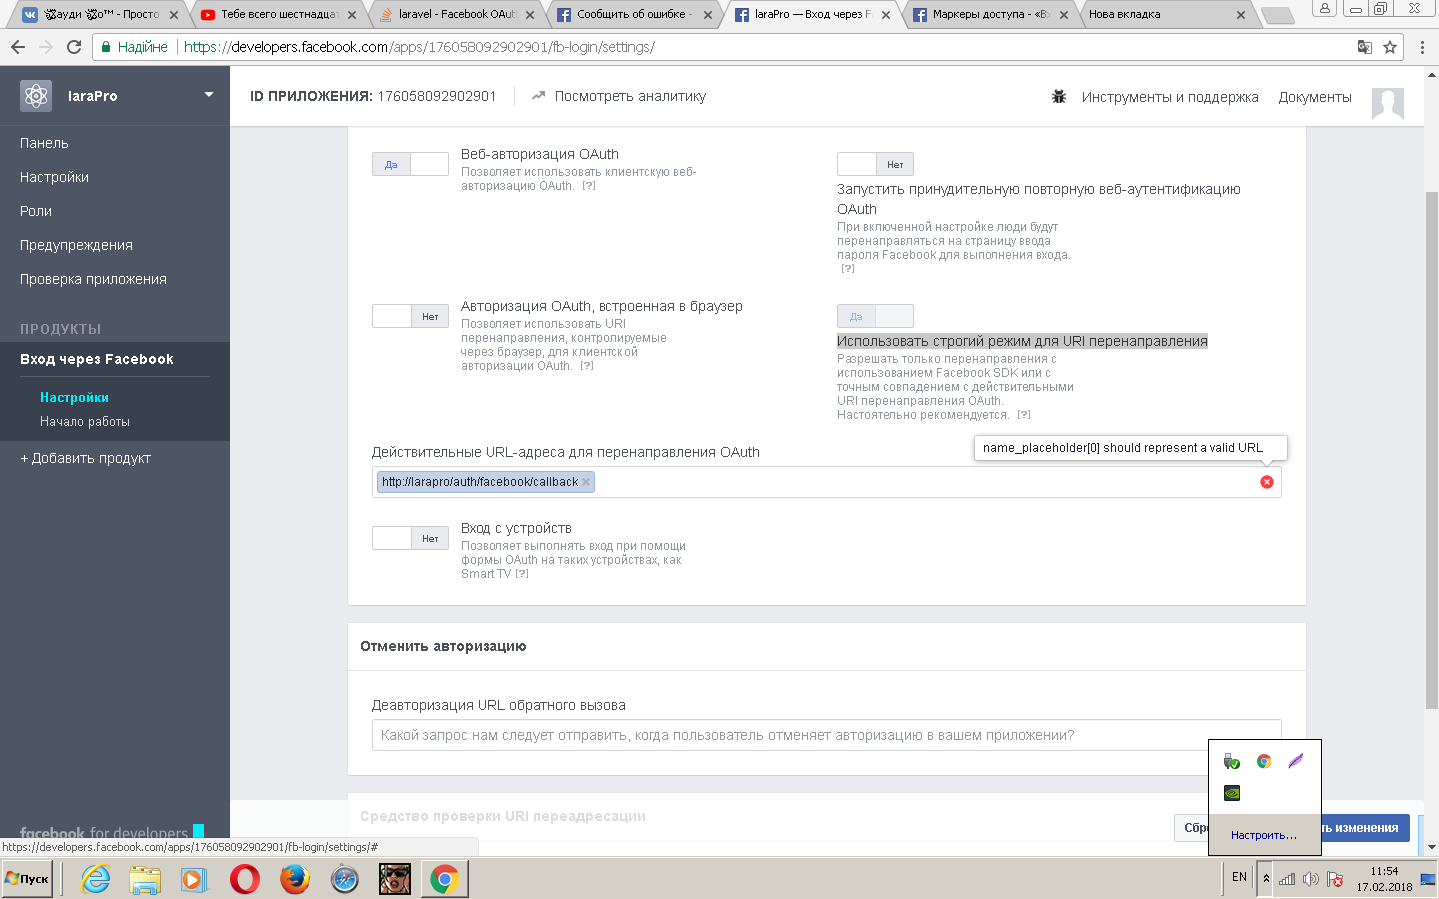 ауди о™ - Просто
Тебе всего шестнадцат
laravel - Facebook OAut
Сообщить об ошибке -
laraPro — Вход через F
Маркеры доступа - «Вх
Нова вкладка
Надійне
https://developers.facebook.com/apps/176058092902901/fb-login/settings/
laraPro
ID ПРИЛОЖЕНИЯ: 176058092902901
Посмотреть аналитику
Инструменты и поддержка
Документы
Панель
Настройки
Роли
Предупреждения
Проверка приложения
ПРОДУКТЫ
Вход через Facebook
Настройки
Начало работы
+ Добавить продукт
Да
Веб-авторизация OAuth
Позволяет использовать клиентскую веб-
авторизацию OAuth. [?]
Нет
Запустить принудительную повторную веб-аутентификацию
OAuth
При включенной настройке люди будут
перенаправляться на страницу ввода
пароля Facebook для выполнения входа.
[?]
Нет
Авторизация OAuth, встроенная в браузер
Позволяет использовать URI
перенаправления, контролируемые
через браузер, для клиентской
авторизации OAuth. [?]
Да
Использовать строгий режим для URI перенаправления
Разрешать только перенаправления с
использованием Facebook SDK или с
точным совпадением с действительными
URI перенаправления OAuth.
Настоятельно рекомендуется. [?]
name_placeholder[0] should represent a valid URL
Действительные URL-адреса для перенаправления OAuth
http://larapro/auth/facebook/callback
Нет
Вход с устройств
Позволяет выполнять вход при помощи
формы OAuth на таких устройствах, как
Smart TV [?]
Отменить авторизацию
Деавторизация URL обратного вызова
Какой запрос нам следует отправить, когда пользователь отменяет авторизацию в вашем приложении?
Средство проверки URI переадресации
Сбр
ть изменения
Настроить...
facebook for developers
https://developers.facebook.com/apps/176058092902901/fb-login/settings/#
Пуск
EN
11:54
17.02.2018